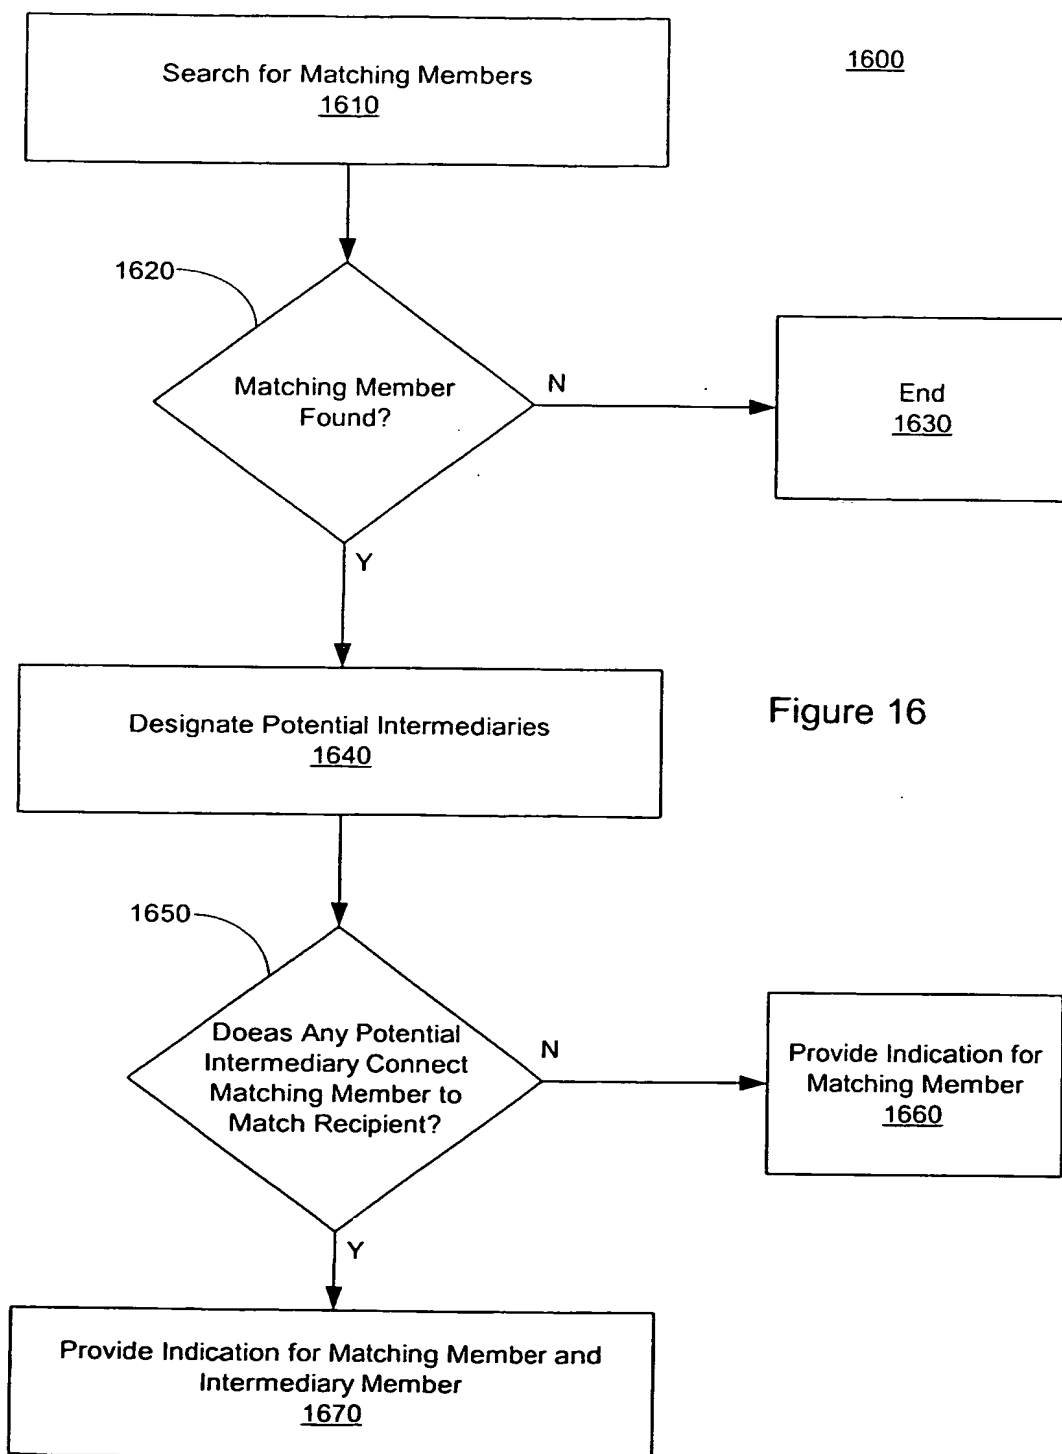 Search for Matching Members
1610
1600
1620
Matching Member
Found?
N
End
1630
Y
Designate Potential Intermediaries
1640
Figure 16
1650
Doeas Any Potential
Intermediary Connect
Matching Member to
Match Recipient?
N
Provide Indication for
Matching Member
1660
Y
Provide Indication for Matching Member and
Intermediary Member
1670